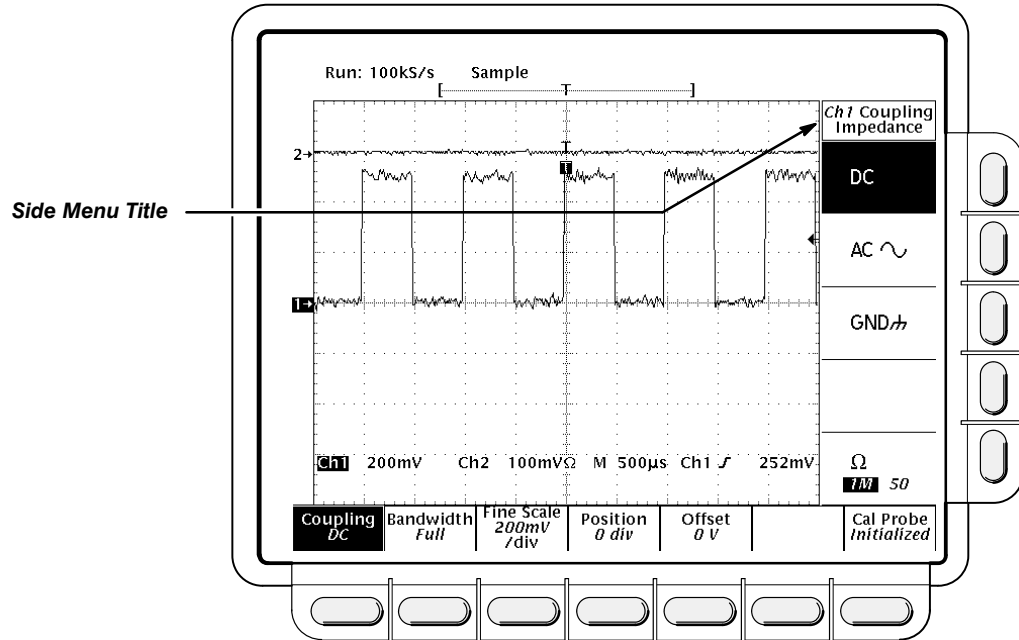 Run: 100kS/s Sample
[ T ]
Ch1 Coupling
Impedance
2→
T
T
DC
Side Menu Title
AC
1→
GND
Ch1 200mV Ch2 100mVΩ M 500µs Ch1 252mV
Ω
1M 50
Coupling
DC
Bandwidth
Full
Fine Scale
200mV
/div
Position
0 div
Offset
0 V
Cal Probe
Initialized